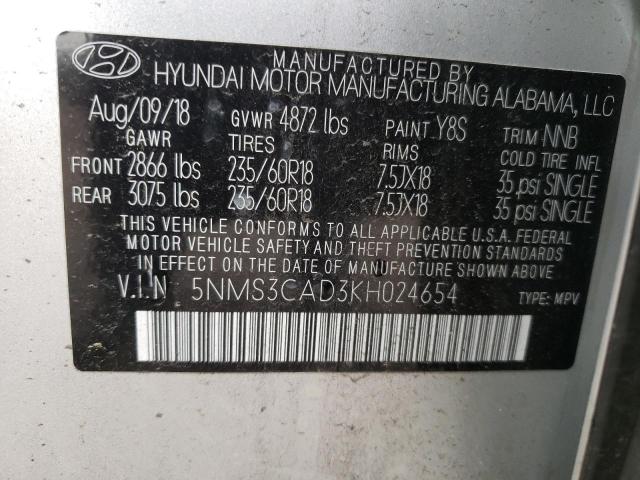 MANUFACTURED BY
HYUNDAI MOTOR MANUFACTURING ALABAMA, LLC
Aug/09/18 GVWR 4872 lbs PAINT Y8S TRIM NNB
GAWR TIRES RIMS COLD TIRE INFL
FRONT 2866 lbs 235/60R18 7.5JX18 35 psi SINGLE
REAR 3075 lbs 235/60R18 7.5JX18 35 psi SINGLE
THIS VEHICLE CONFORMS TO ALL APPLICABLE U.S.A. FEDERAL
MOTOR VEHICLE SAFETY AND THEFT PREVENTION STANDARDS
IN EFFECT ON THE DATE OF MANUFACTURE SHOWN ABOVE
V.I.N 5NMS3CAD3KH024654 TYPE: MPV